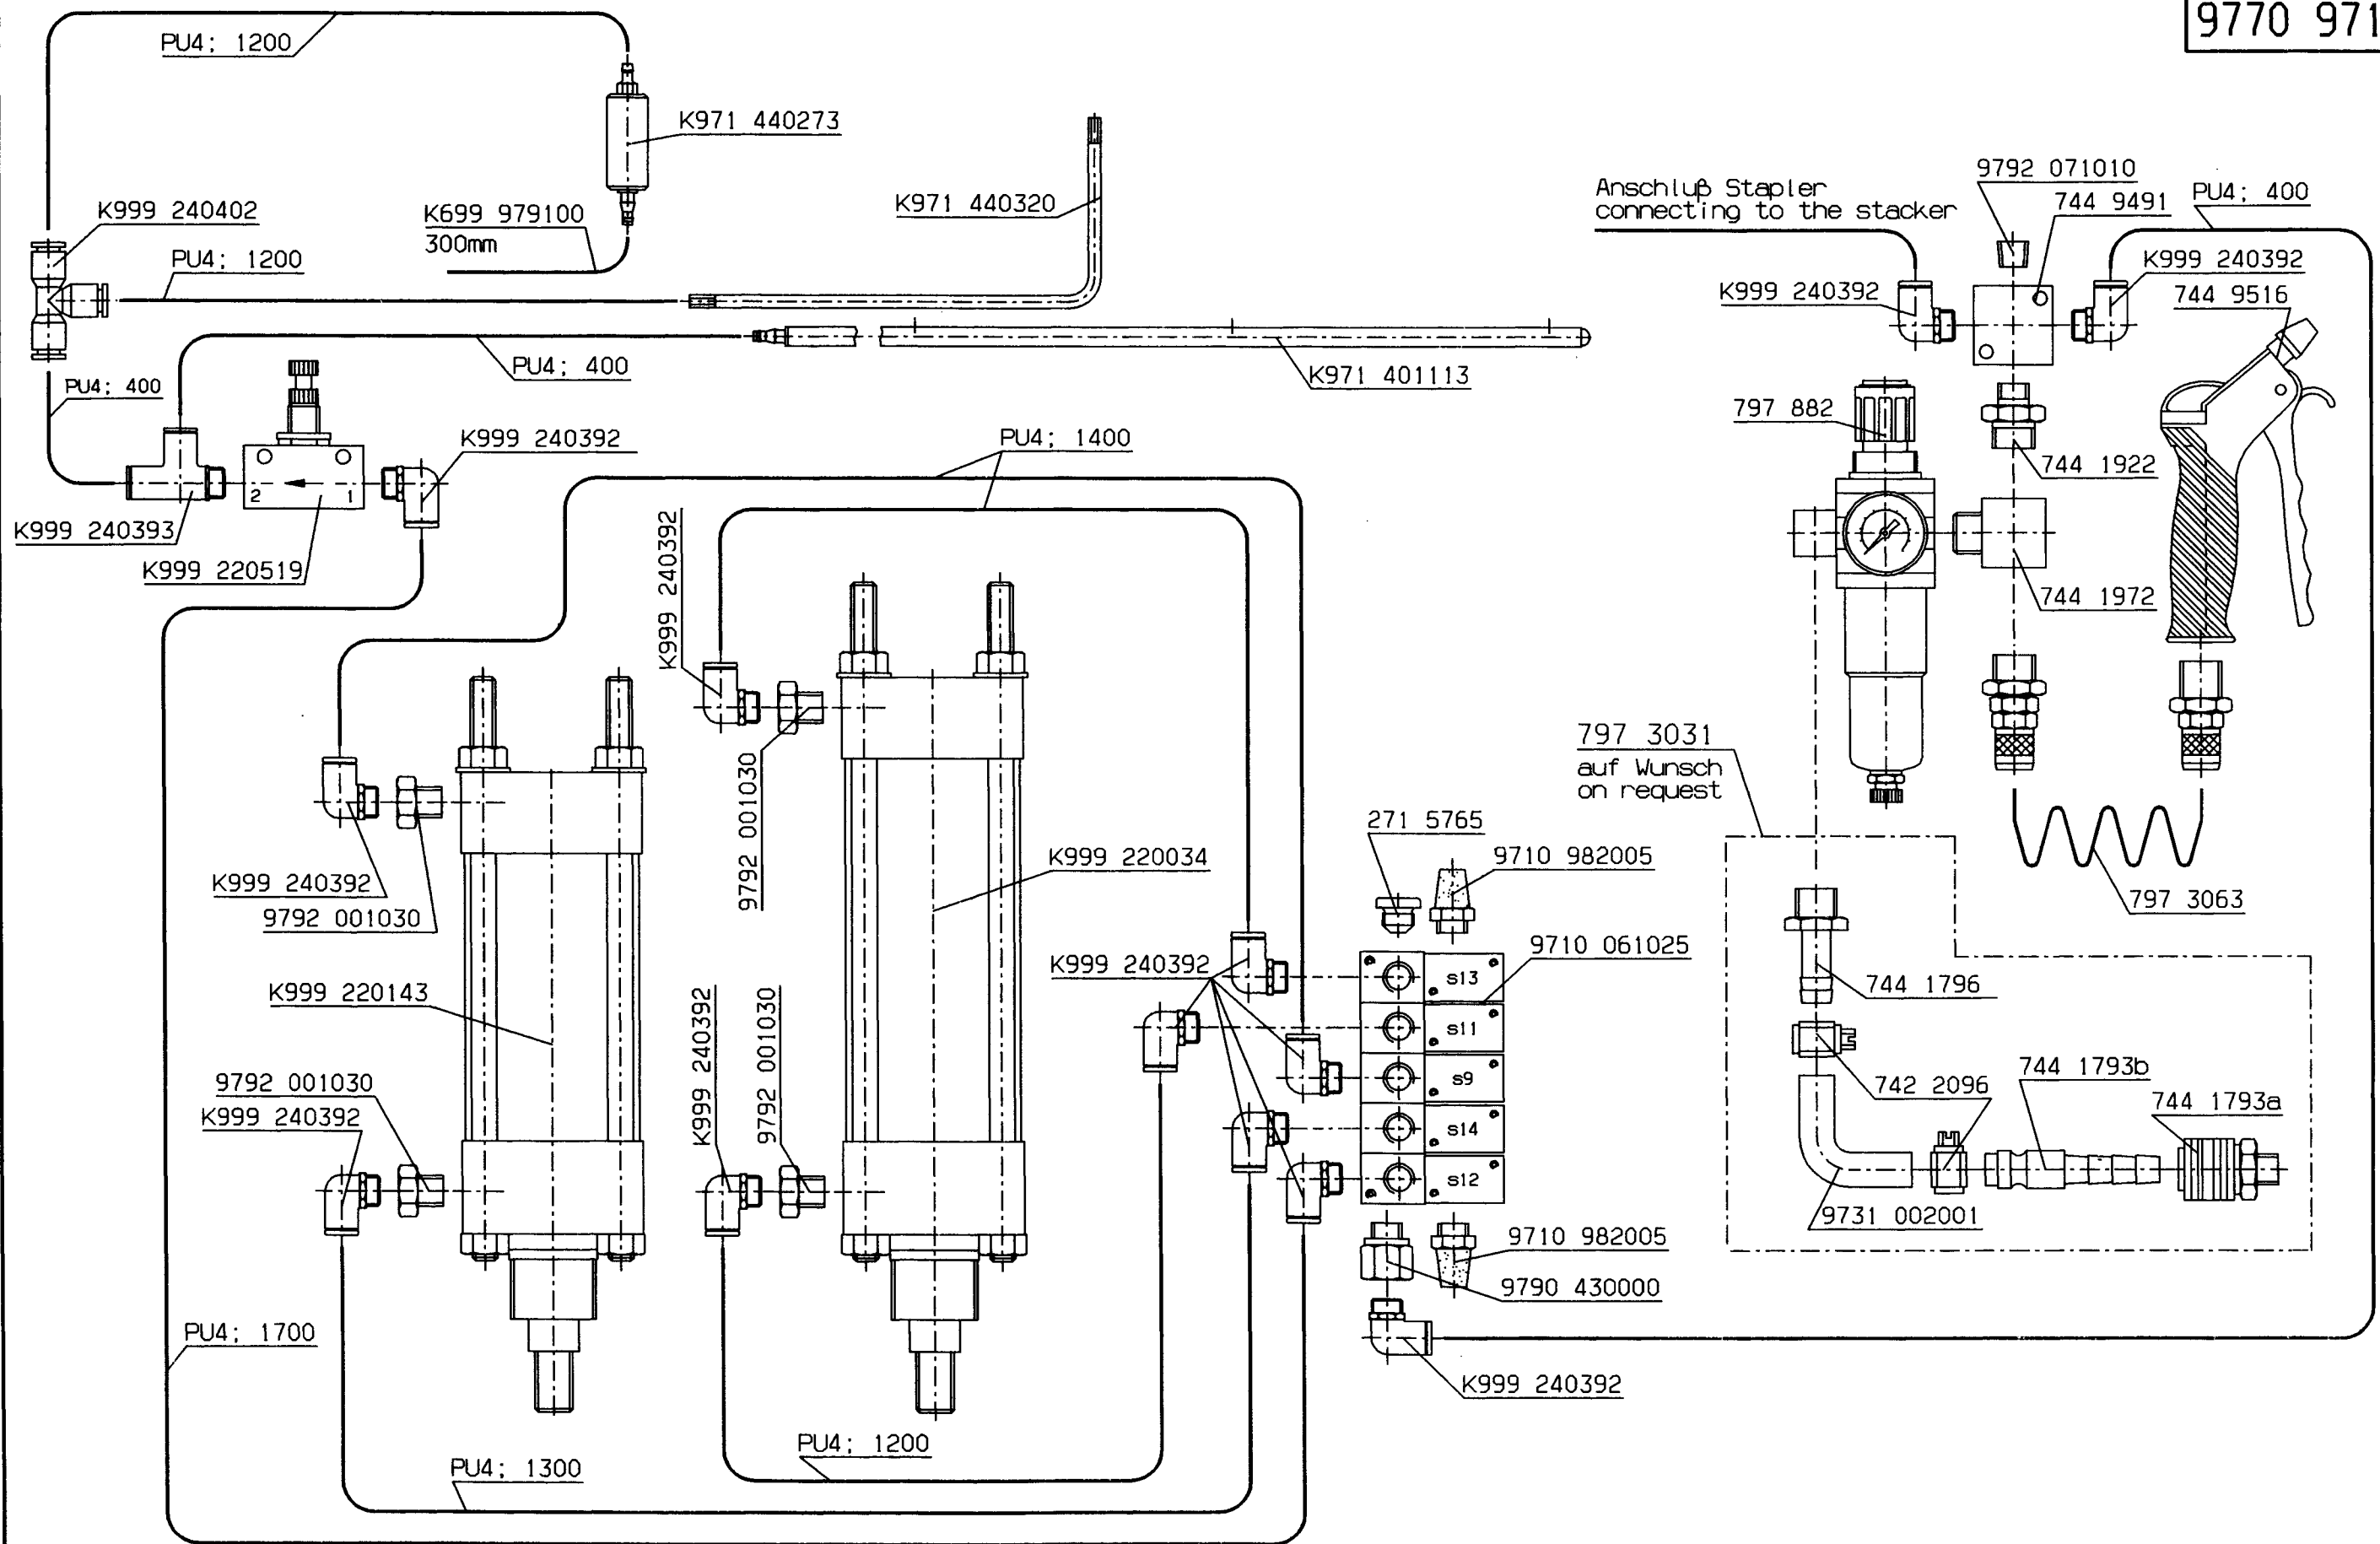 9770 971
PU4; 1200
K971 440273
K999 240402
K699 979100
300mm
K971 440320
PU4; 1200
PU4; 400
PU4; 400
K971 401113
K999 240392
K999 240393
K999 220519
Anschluß Stapler
connecting to the stacker
9792 071010
744 9491
PU4; 400
K999 240392
K999 240392
744 9516
797 882
744 1922
744 1972
2
1
PU4; 1400
K999 240392
9792 001030
K999 220034
K999 240392
9792 001030
K999 220143
9792 001030
K999 240392
K999 240392
9792 001030
K999 240392
271 5765
9710 982005
9710 061025
s13
s11
s9
s14
s12
9710 982005
9790 430000
K999 240392
797 3031
auf Wunsch
on request
797 3063
744 1796
742 2096
744 1793b
744 1793a
9731 002001
PU4; 1700
PU4; 1200
PU4; 1300